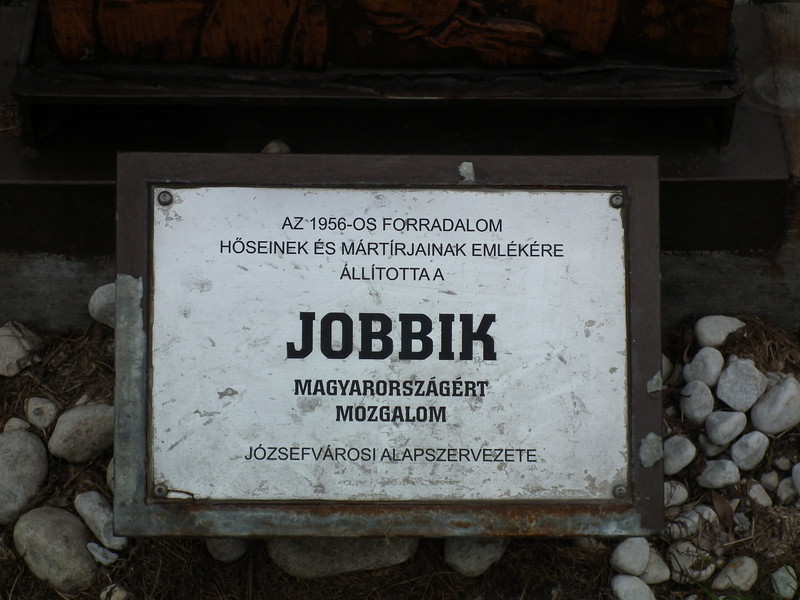 AZ 1956-OS FORRADALOM
HŐSEINEK ÉS MÁRTÍRJAINAK EMLÉKÉRE
ÁLLÍTOTTA A
JOBBIK
MAGYARORSZÁGÉRT
MOZGALOM
JÓZSEFVÁROSI ALAPSZERVEZETE